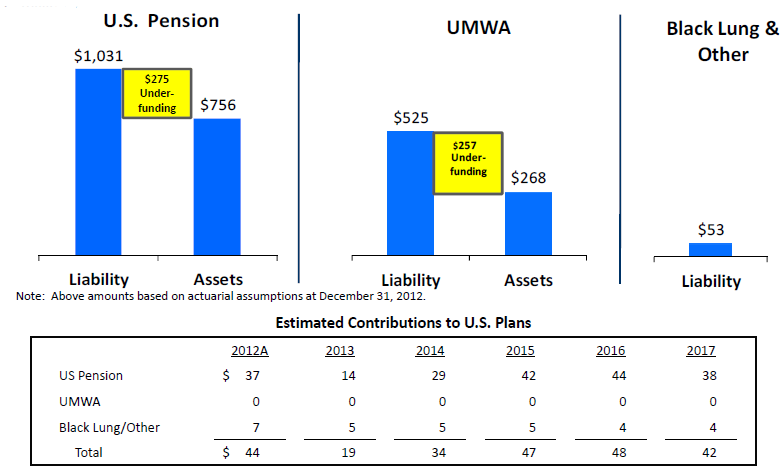 U.S. Pension
$1,031
$275
Under-
funding
$756
Liability
Assets
UMWA
$525
$257
Under-
funding
$268
Liability
Assets
Black Lung &
Other
$53
Liability
Note: Above amounts based on actuarial assumptions at December 31, 2012.
Estimated Contributions to U.S. Plans
2012A 2013 2014 2015 2016 2017
US Pension $ 37 14 29 42 44 38
UMWA 0 0 0 0 0 0
Black Lung/Other 7 5 5 5 4 4
Total $ 44 19 34 47 48 42